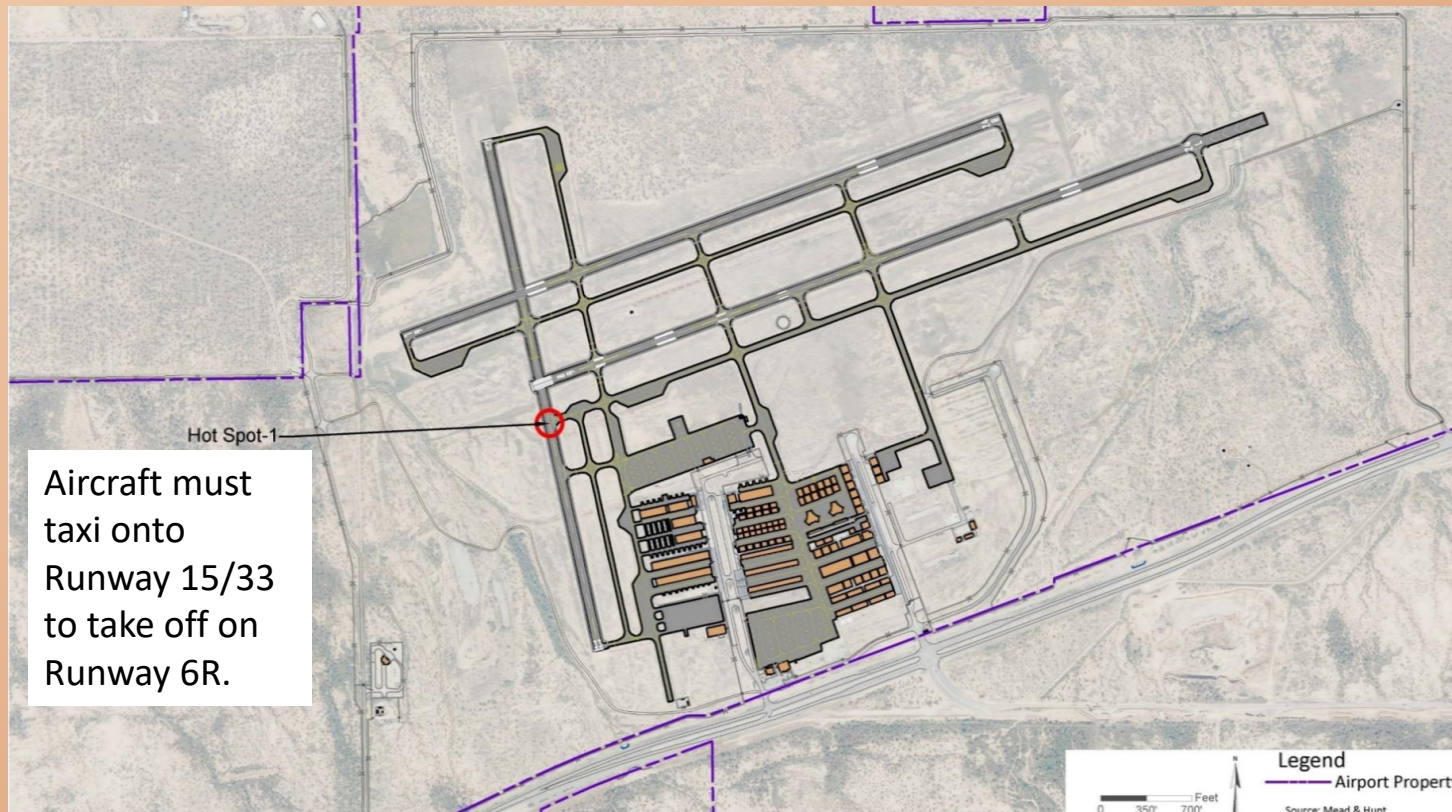 Hot Spot-1
Aircraft must
taxi onto
Runway 15/33
to take off on
Runway 6R.
N
Legend
Airport Propert
Feet
0 350' 700'
Source: Mead & Hunt